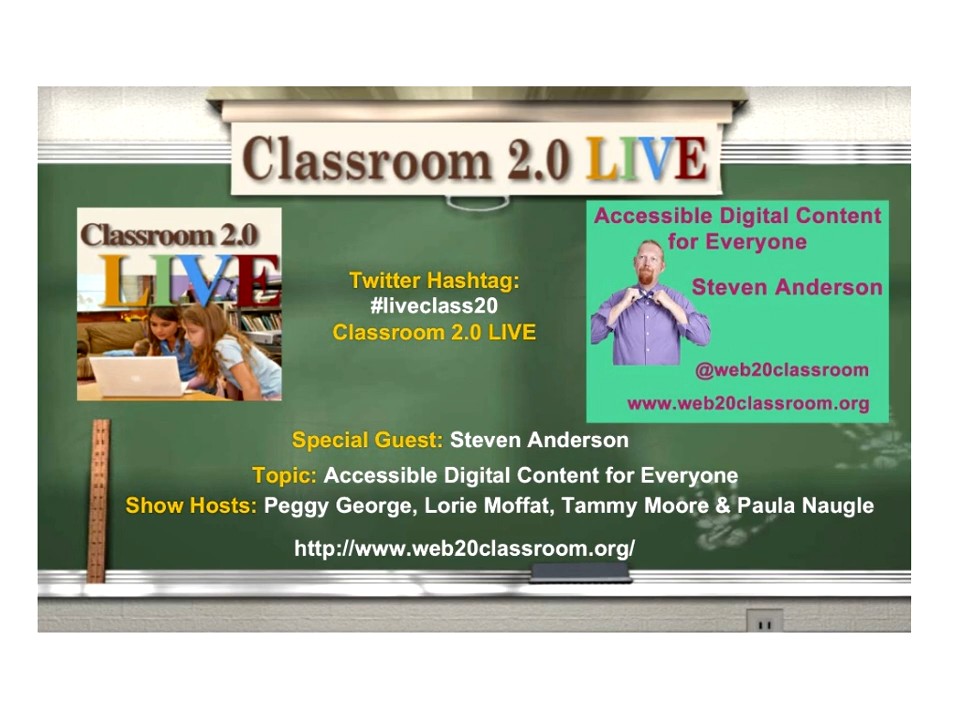 Classroom 2.0 LIVE
Classroom 2.0
LIVE
Twitter Hashtag:
#liveclass20
Classroom 2.0 LIVE
Accessible Digital Content
for Everyone
Steven Anderson
@web20classroom
www.web20classroom.org
Special Guest: Steven Anderson
Topic: Accessible Digital Content for Everyone
Show Hosts: Peggy George, Lorie Moffat, Tammy Moore & Paula Naugle
http://www.web20classroom.org/